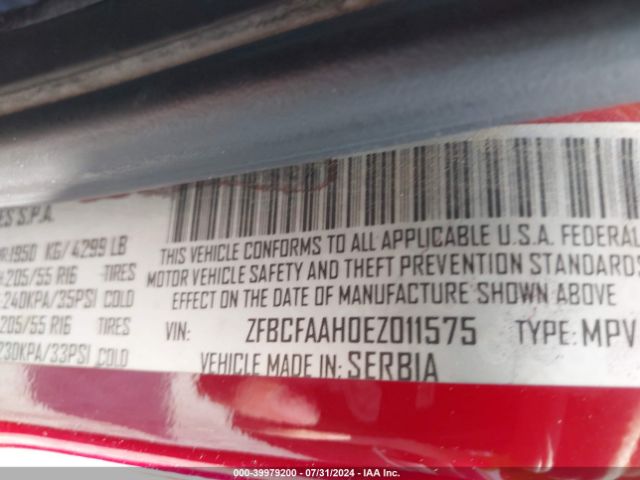 ES S.P.A.
1950 KG/4299 LB
205/55 R16 TIRES
240KPA/35PSI COLD
205/55 R16 TIRES
230KPA/33PSI COLD
THIS VEHICLE CONFORMS TO ALL APPLICABLE U.S.A. FEDERAL
MOTOR VEHICLE SAFETY AND THEFT PREVENTION STANDARDS
EFFECT ON THE DATE OF MANUFACTURE SHOWN ABOVE
VIN: ZFBCFAAH0EZ011575 TYPE: MPV
VEHICLE MADE IN: SERBIA
000-39979200 - 07/31/2024 - IAA Inc.